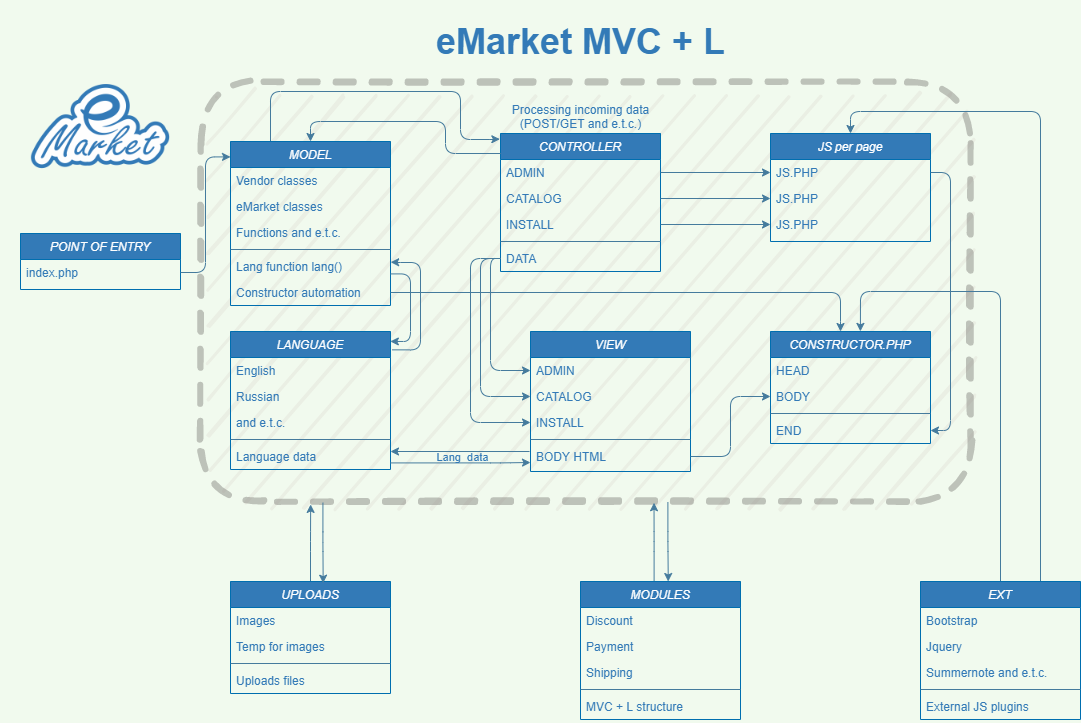 eMarket MVC + L
e
Market
Processing incoming data
(POST/GET and e.t.c.)
MODEL
Vendor classes
eMarket classes
Functions and e.t.c.
Lang function lang()
Constructor automation
CONTROLLER
ADMIN
CATALOG
INSTALL
DATA
JS per page
JS.PHP
JS.PHP
JS.PHP
POINT OF ENTRY
index.php
LANGUAGE
English
Russian
and e.t.c.
Language data
Lang data
VIEW
ADMIN
CATALOG
INSTALL
BODY HTML
CONSTRUCTOR.PHP
HEAD
BODY
END
UPLOADS
Images
Temp for images
Uploads files
MODULES
Discount
Payment
Shipping
MVC + L structure
EXT
Bootstrap
Jquery
Summernote and e.t.c.
External JS plugins